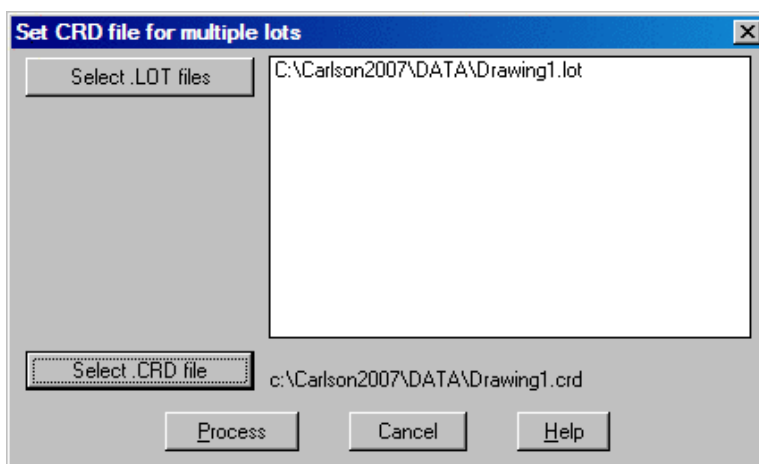 Set CRD file for multiple lots
Select .LOT files
C:\Carlson2007\DATA\Drawing1.lot
Select .CRD file
c:\Carlson2007\DATA\Drawing1.crd
Process Cancel Help